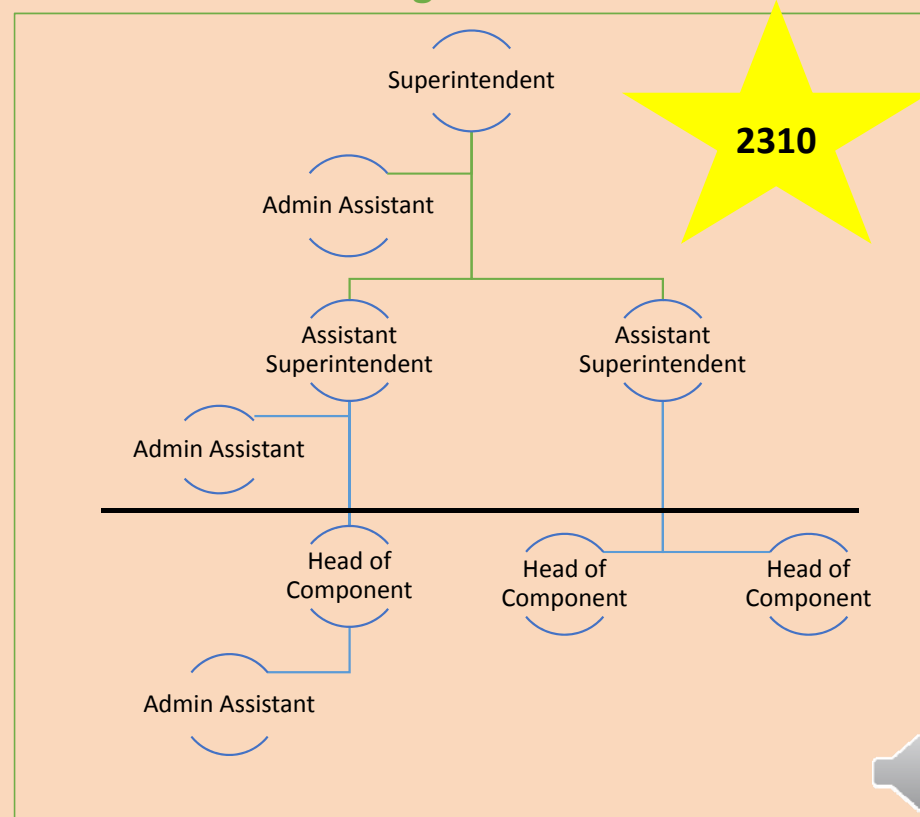 Superintendent
2310
Admin Assistant
Assistant
Superintendent
Assistant
Superintendent
Admin Assistant
Head of
Component
Head of
Component
Head of
Component
Admin Assistant